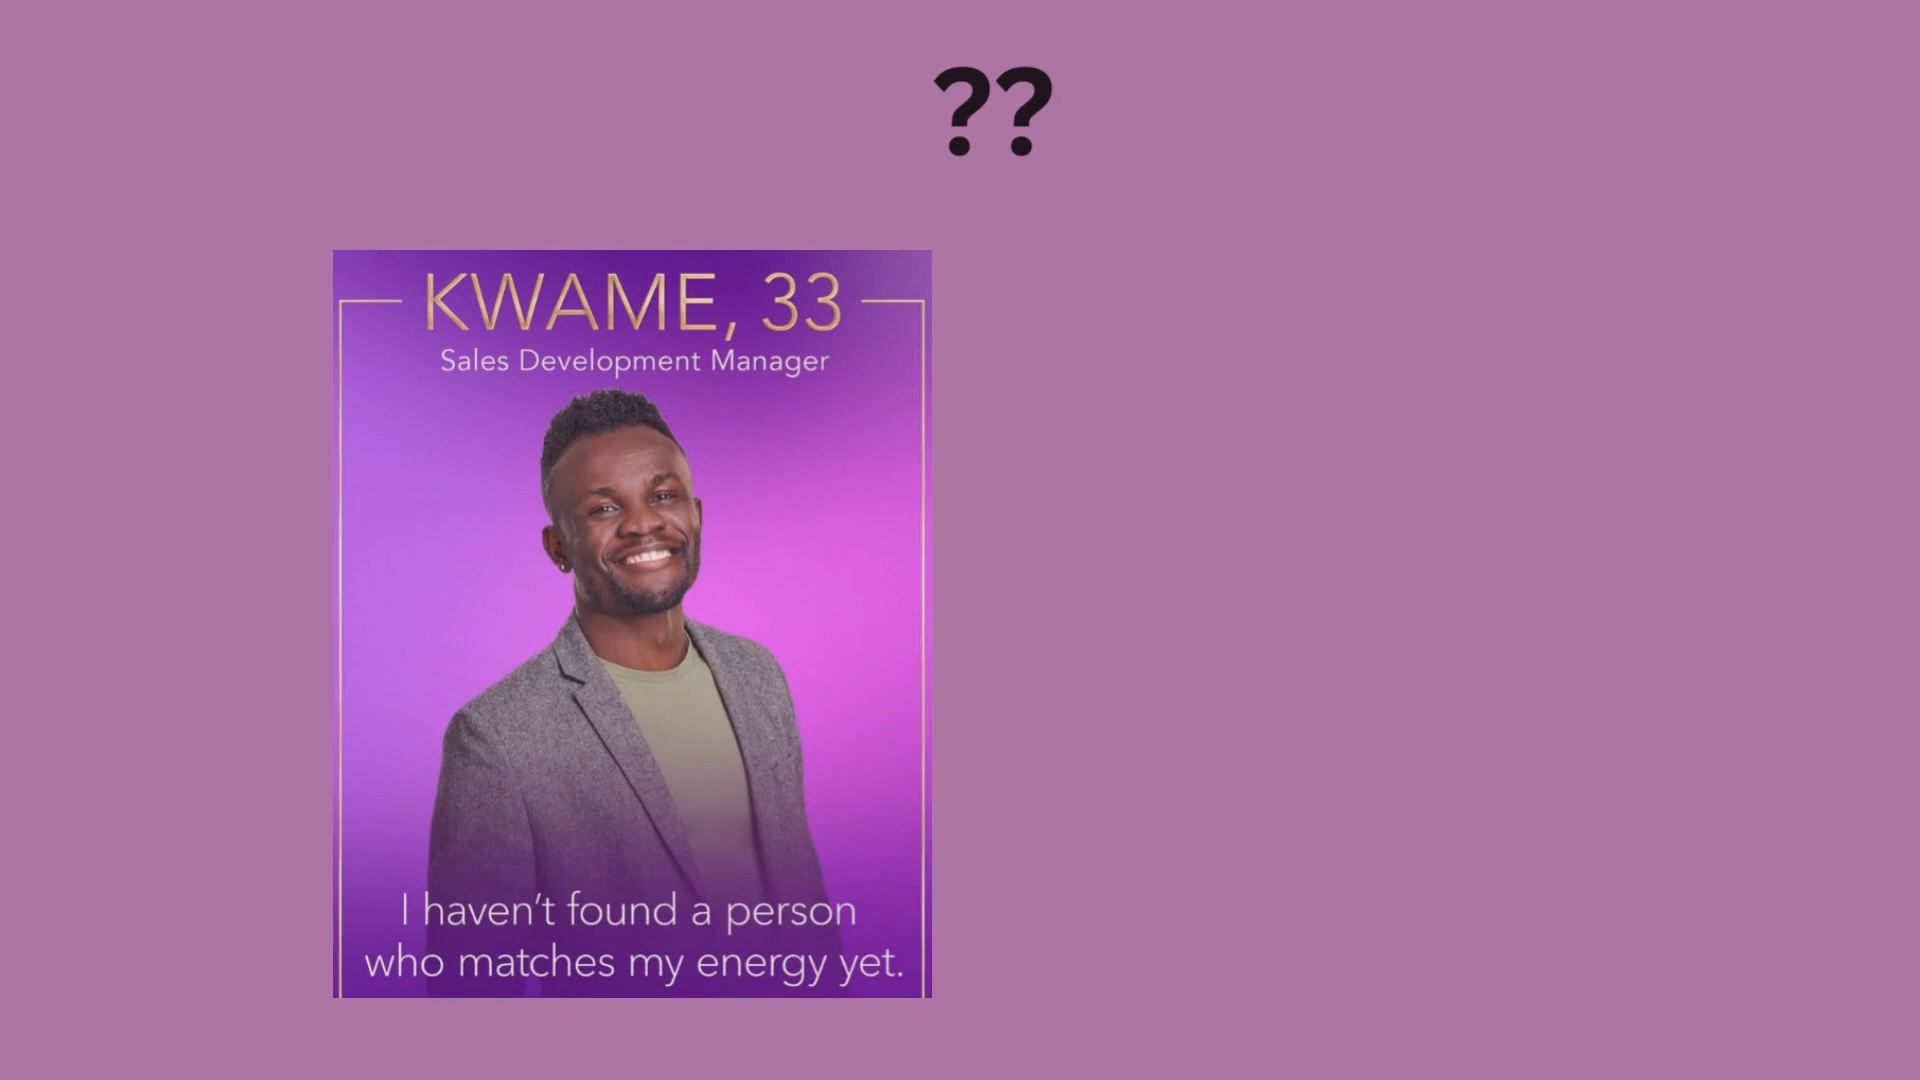 ??
KWAME, 33
Sales Development Manager
I haven't found a person
who matches my energy yet.